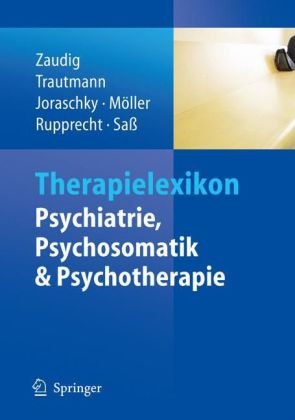 Zaudig
Trautmann
Joraschky · Möller
Rupprecht · Saß
Therapielexikon
Psychiatrie,
Psychosomatik
& Psychotherapie
Springer